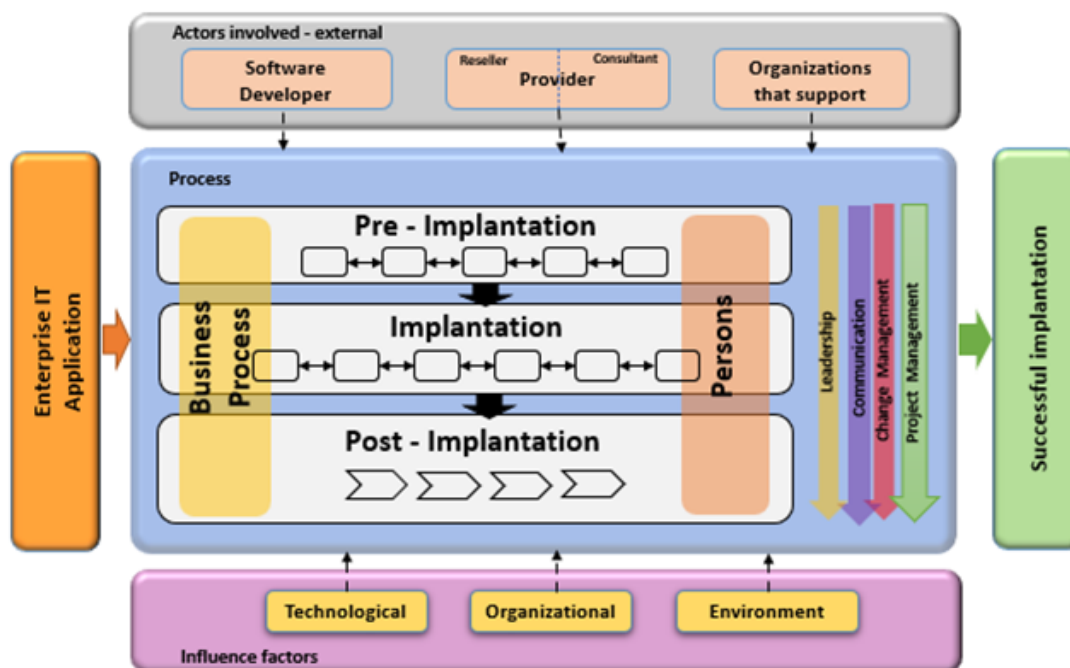 Actors involved - external
Software
Developer
Reseller
Consultant
Provider
Organizations
that support
Enterprise IT
Application
Process
Pre - Implantation
Implantation
Post - Implantation
Business
Process
Persons
Leadership
Communication
Change Management
Project Management
Successful implantation
Technological
Organizational
Environment
Influence factors